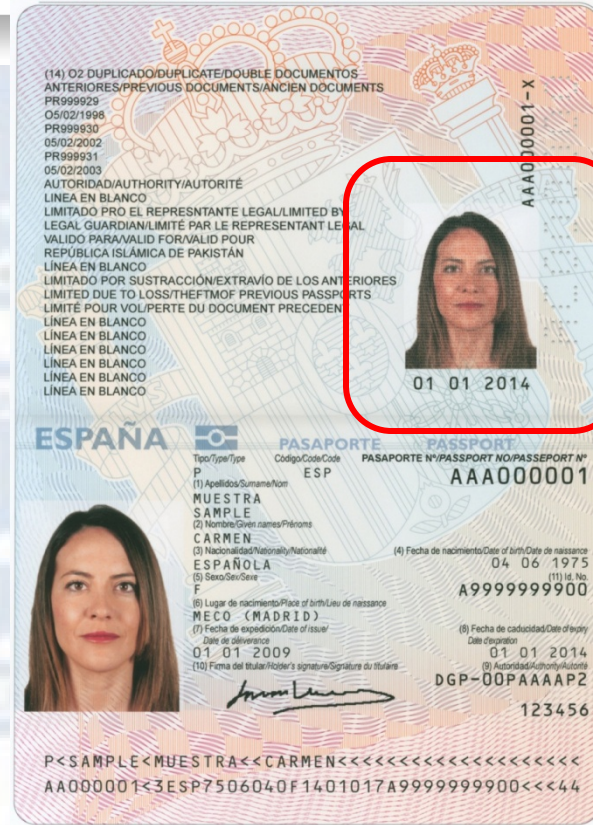 (14) O2 DUPLICADO/DUPLICATE/DOUBLE DOCUMENTOS
ANTERIORES/PREVIOUS DOCUMENTS/ANCIEN DOCUMENTS
PR999929
O5/02/1998
PR999930
05/02/2002
PR999931
05/02/2003
AUTORIDAD/AUTHORITY/AUTORITÉ
LINEA EN BLANCO
LIMITADO PRO EL REPRESNTANTE LEGAL/LIMITED BY
LEGAL GUARDIAN/LIMITÉ PAR LE REPRESENTANT LEGAL
VALIDO PARA/VALID FOR/VALID POUR
REPÚBLICA ISLÁMICA DE PAKISTÁN
LÍNEA EN BLANCO
LIMITADO POR SUSTRACCIÓN/EXTRAVÍO DE LOS ANTERIORES
LIMITED DUE TO LOSS/THEFTMOF PREVIOUS PASSPORTS
LIMITÉ POUR VOL/PERTE DU DOCUMENT PRECEDENT
LÍNEA EN BLANCO
LÍNEA EN BLANCO
LÍNEA EN BLANCO
LÍNEA EN BLANCO
LÍNEA EN BLANCO
AAA000001-X
01 01 2014
ESPAÑA PASAPORTE PASSPORT
Tipo/Type/Type Código/Code/Code PASAPORTE Nº/PASSPORT NO/PASSEPORT Nº
P ESP AAA000001
(1) Apellidos/Surname/Nom
MUESTRA
SAMPLE
(2) Nombre/Given names/Prénoms
CARMEN
(3) Nacionalidad/Nationality/Nationalité (4) Fecha de nacimiento/Date of birth/Date de naissance
ESPAÑOLA 04 06 1975
(5) Sexo/Sex/Sexe (11) Id. No.
F A9999999900
(6) Lugar de nacimiento/Place of birth/Lieu de naissance
MECO (MADRID)
(7) Fecha de expedición/Date of issue/ (8) Fecha de caducidad/Date of expiry
Date de délivrance Date d'expiration
01 01 2009 01 01 2014
(10) Firma del titular/Holder's signature/Signature du titulaire (9) Autoridad/Authority/Autorité
DGP-00PAAAAP2
123456
P<SAMPLE<MUESTRA<<CARMEN<<<<<<<<<<<<<<<<<<<<
AA000001<3ESP7506040F1401017A9999999900<<<44